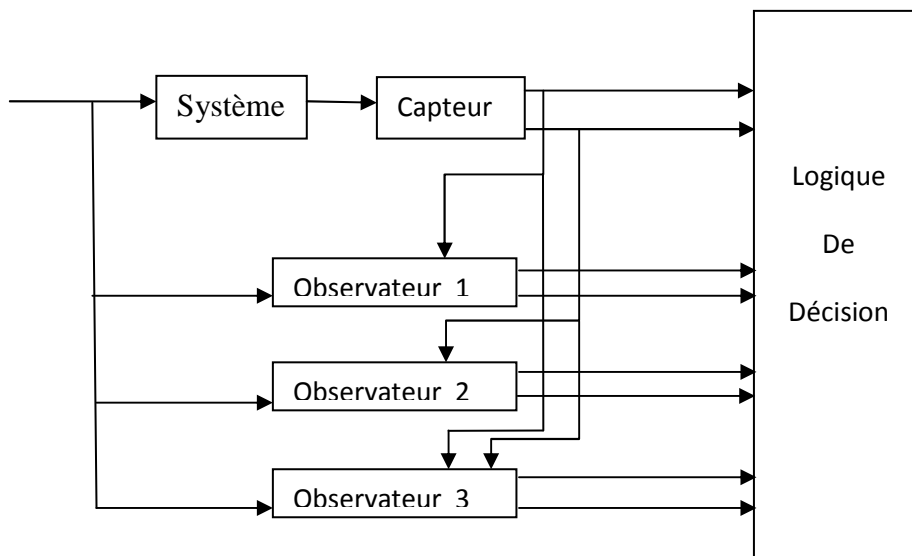 Système
Capteur
Logique
De
Décision
Observateur 1
Observateur 2
Observateur 3